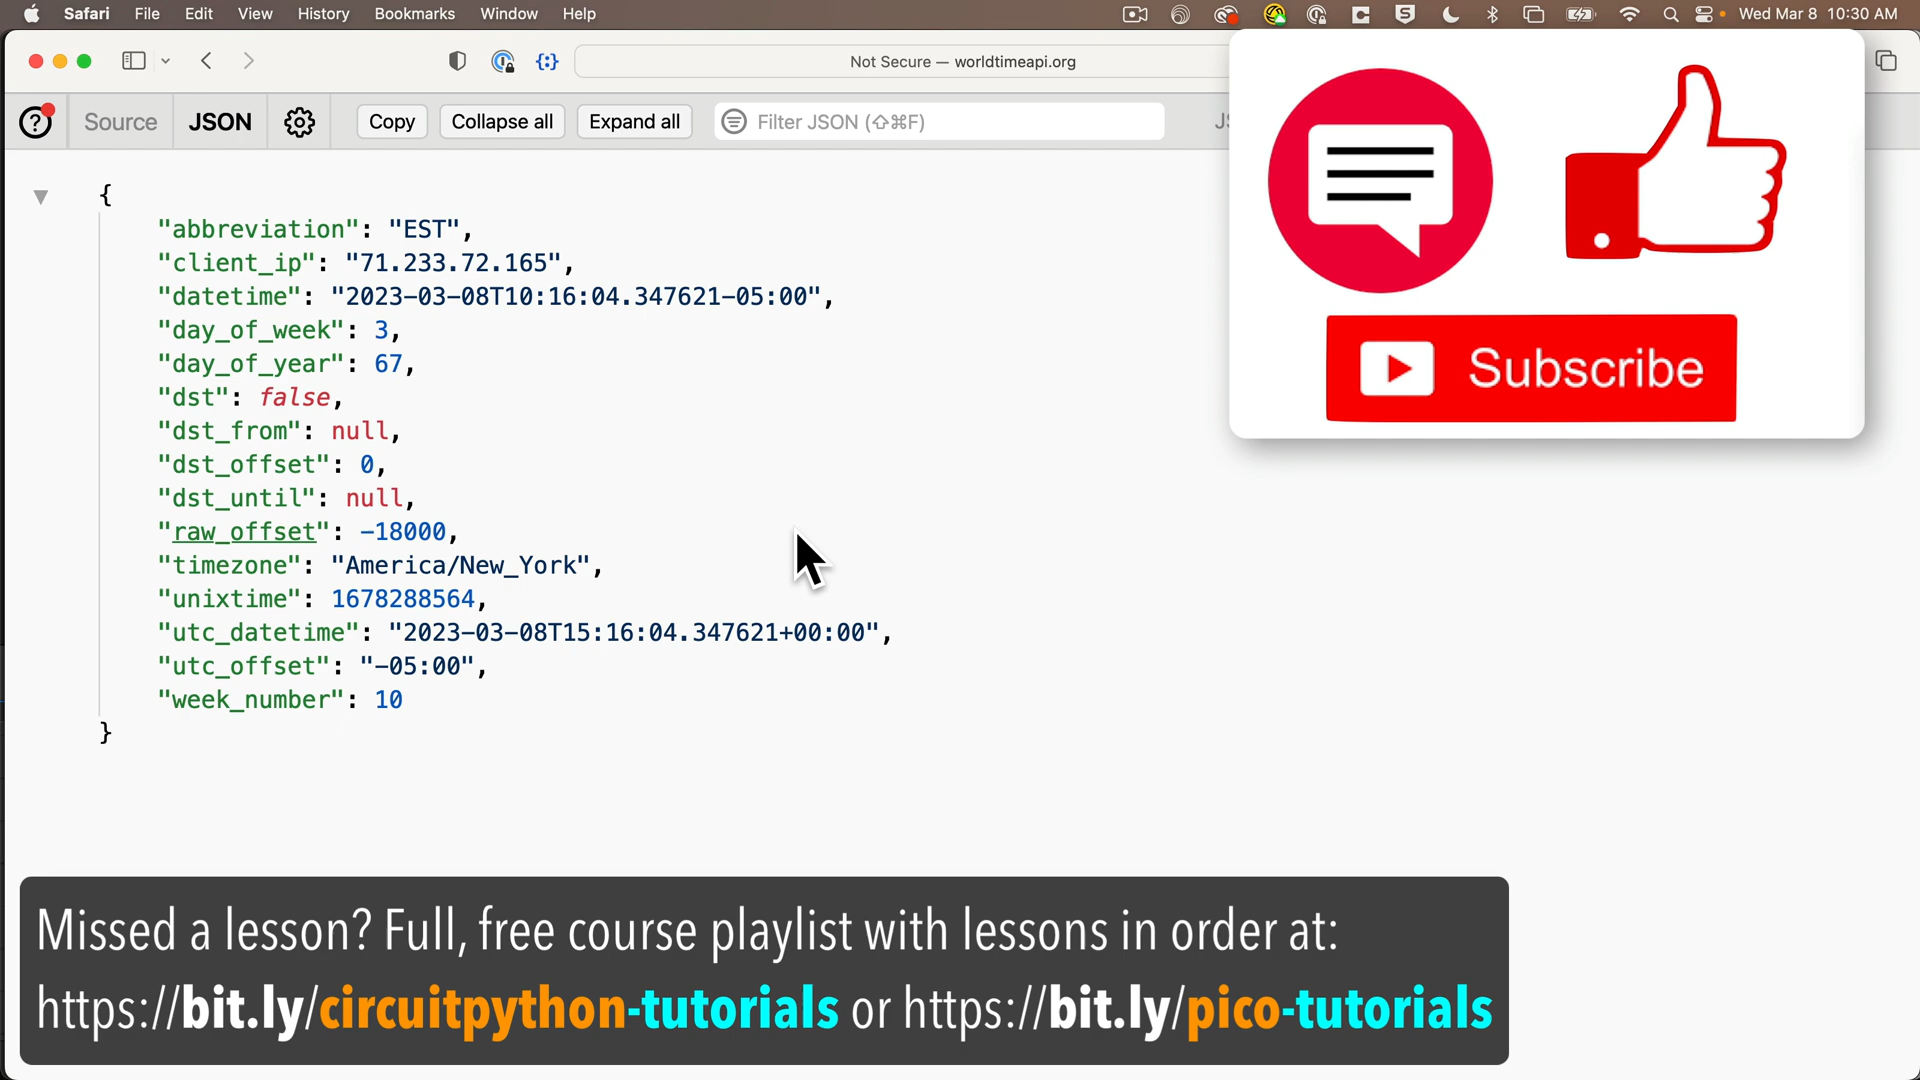 Safari File Edit View History Bookmarks Window Help Wed Mar 8 10:30 AM
Not Secure — worldtimeapi.org
Source JSON Copy Collapse all Expand all Filter JSON (⇧⌘F)
{
"abbreviation": "EST",
"client_ip": "71.233.72.165",
"datetime": "2023-03-08T10:16:04.347621-05:00",
"day_of_week": 3,
"day_of_year": 67,
"dst": false,
"dst_from": null,
"dst_offset": 0,
"dst_until": null,
"raw_offset": -18000,
"timezone": "America/New_York",
"unixtime": 1678288564,
"utc_datetime": "2023-03-08T15:16:04.347621+00:00",
"utc_offset": "-05:00",
"week_number": 10
}
Subscribe
Missed a lesson? Full, free course playlist with lessons in order at:
https://bit.ly/circuitpython-tutorials or https://bit.ly/pico-tutorials